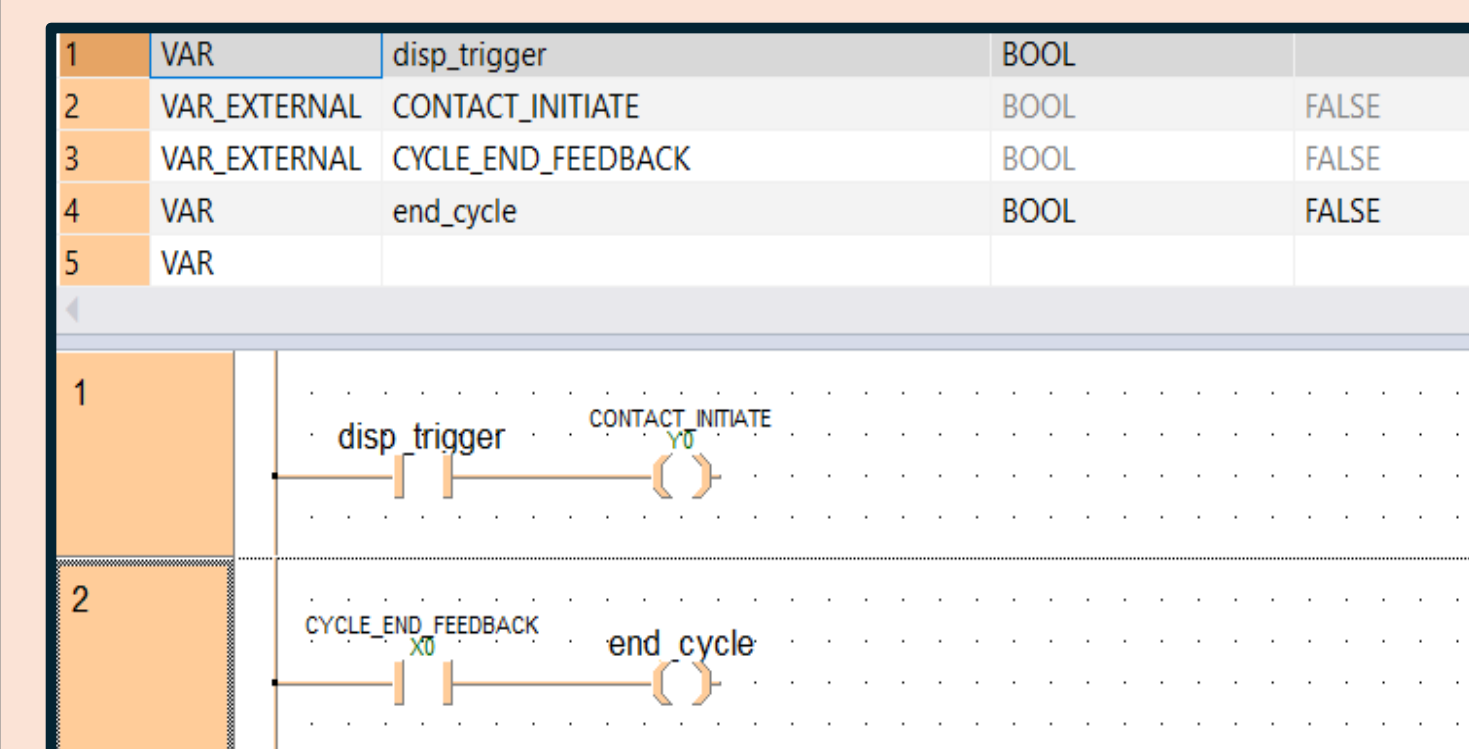 1 VAR disp_trigger BOOL
2 VAR_EXTERNAL CONTACT_INITIATE BOOL FALSE
3 VAR_EXTERNAL CYCLE_END_FEEDBACK BOOL FALSE
4 VAR end_cycle BOOL FALSE
5 VAR
1
CONTACT_INITIATE
disp_trigger Y0
2
CYCLE_END_FEEDBACK
X0 end_cycle